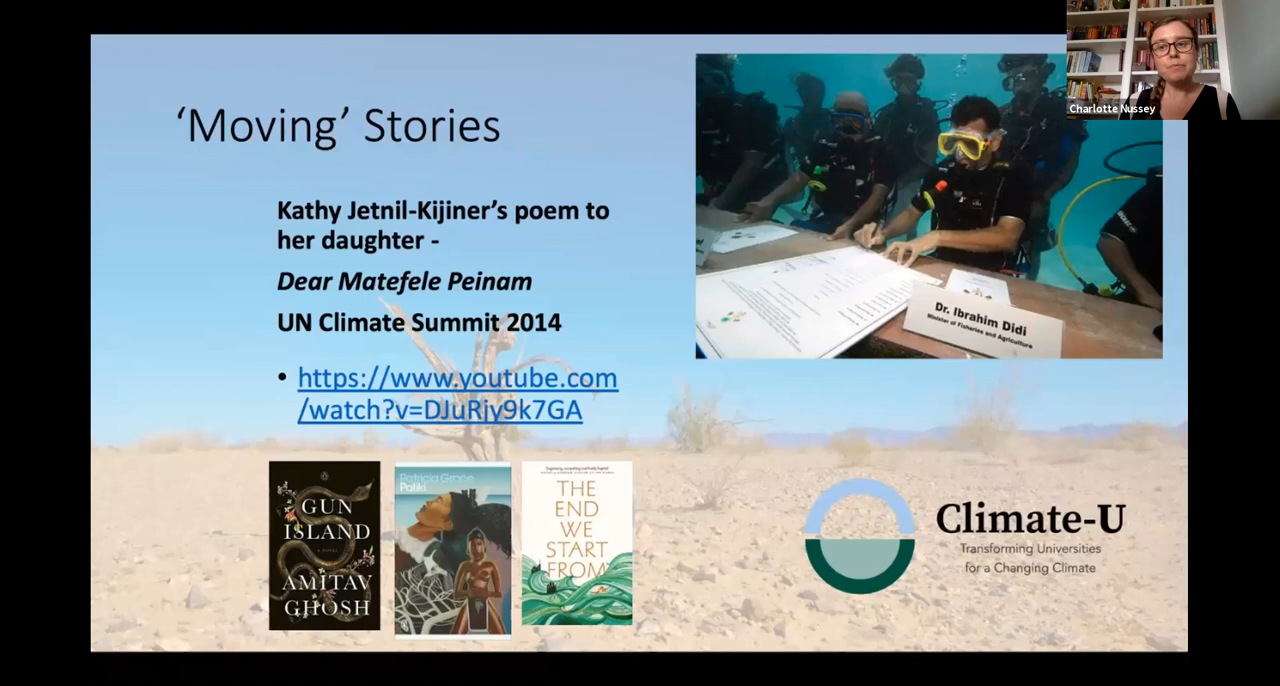 Charlotte Nussey
‘Moving’ Stories
Kathy Jetnil-Kijiner’s poem to
her daughter -
Dear Matefele Peinam
UN Climate Summit 2014
• https://www.youtube.com
/watch?v=DJuRjy9k7GA
Dr. Ibrahim Didi
Minister of Fisheries and Agriculture
GUN
ISLAND
A NOVEL
AMITAV
GHOSH
Patricia Grace
Potiki
THE
END
WE
START
FROM
Climate-U
Transforming Universities
for a Changing Climate